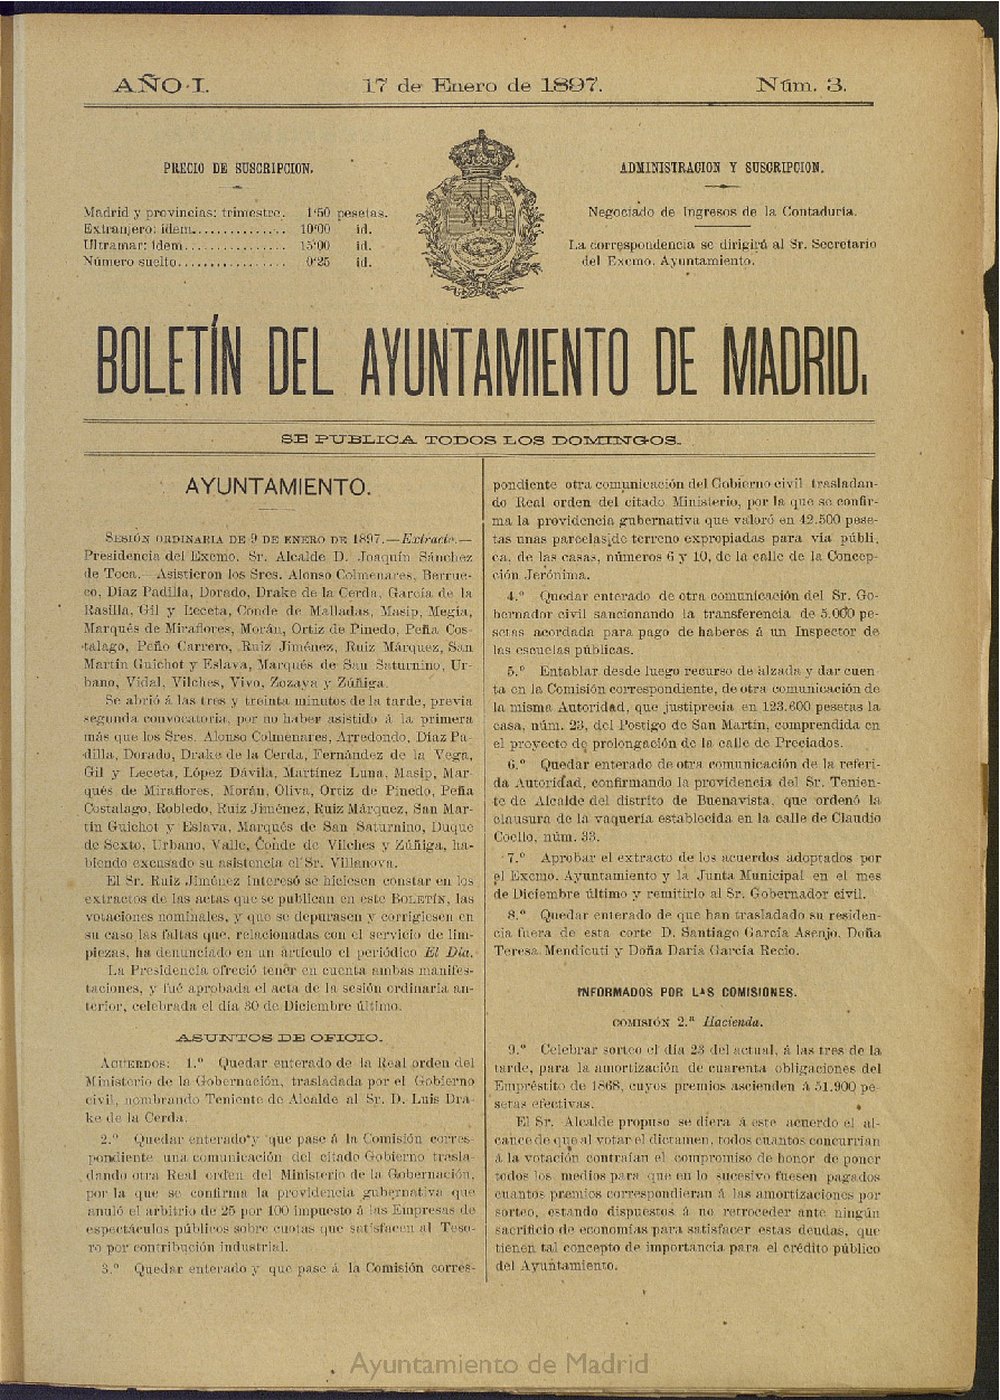 AÑO I.
17 de Enero de 1897.
Núm. 3.
PRECIO DE SUSCRIPCION.
Madrid y provincias: trimestre. 1'50 pesetas.
Extranjero: idem............... 10'00 id.
Ultramar: idem................ 15'00 id.
Número suelto................. 0'25 id.
ADMINISTRACION Y SUSCRIPCION.
Negociado de Ingresos de la Contaduría.
La correspondencia se dirigirá al Sr. Secretario
del Excmo. Ayuntamiento.
BOLETÍN DEL AYUNTAMIENTO DE MADRID.
SE PUBLICA TODOS LOS DOMINGOS.
AYUNTAMIENTO.
SESIÓN ORDINARIA DE 9 DE ENERO DE 1897.—Extracto.—
Presidencia del Excmo. Sr. Alcalde D. Joaquín Sánchez
de Toca.—Asistieron los Sres. Alonso Colmenares, Berrue-
co, Díaz Padilla, Dorado, Drake de la Cerda, García de la
Rasilla, Gil y Leceta, Conde de Malladas, Masip, Megía,
Marqués de Miraflores, Morán, Ortiz de Pinedo, Peña Cos-
talago, Peño Carrero, Ruiz Jiménez, Ruiz Márquez, San
Martín Guichot y Eslava, Marqués de San Saturnino, Ur-
bano, Vidal, Vilches, Vivo, Zozaya y Zúñiga.
Se abrió á las tres y treinta minutos de la tarde, previa
segunda convocatoria, por no haber asistido á la primera
más que los Sres. Alonso Colmenares, Arredondo, Díaz Pa-
dilla, Dorado, Drake de la Cerda, Fernández de la Vega,
Gil y Leceta, López Dávila, Martínez Luna, Masip, Mar-
qués de Miraflores, Morán, Oliva, Ortiz de Pinedo, Peña
Costalago, Robledo, Ruiz Jiménez, Ruiz Márquez, San Mar-
tín Guichot y Eslava, Marqués de San Saturnino, Duque
de Sexto, Urbano, Valle, Conde de Vilches y Zúñiga, ha-
biendo excusado su asistencia el Sr. Villanova.
El Sr. Ruiz Jiménez interesó se hiciesen constar en los
extractos de las actas que se publican en este BOLETÍN, las
votaciones nominales, y que se depurasen y corrigiesen en
su caso las faltas que, relacionadas con el servicio de lim-
piezas, ha denunciado en un artículo el periódico El Día.
La Presidencia ofreció tener en cuenta ambas manifes-
taciones, y fué aprobada el acta de la sesión ordinaria an-
terior, celebrada el día 30 de Diciembre último.
ASUNTOS DE OFICIO.
ACUERDOS: 1.º Quedar enterado de la Real orden del
Ministerio de la Gobernación, trasladada por el Gobierno
civil, nombrando Teniente de Alcalde al Sr. D. Luis Dra-
ke de la Cerda.
2.º Quedar enterado y que pase á la Comisión corres-
pondiente una comunicación del citado Gobierno trasla-
dando otra Real orden del Ministerio de la Gobernación,
por la que se confirma la providencia gubernativa que
anuló el arbitrio de 25 por 100 impuesto á las Empresas de
espectáculos públicos sobre cuotas que satisfacen al Teso-
ro por contribución industrial.
3.º Quedar enterado y que pase á la Comisión corres-
pondiente otra comunicación del Gobierno civil trasladan-
do Real orden del citado Ministerio, por la que se confir-
ma la providencia gubernativa que valoró en 42.500 pese-
tas unas parcelas de terreno expropiadas para vía públi-
ca, de las casas, números 6 y 10, de la calle de la Concep-
ción Jerónima.
4.º Quedar enterado de otra comunicación del Sr. Go-
bernador civil sancionando la transferencia de 5.000 pe-
setas acordada para pago de haberes á un Inspector de
las escuelas públicas.
5.º Entablar desde luego recurso de alzada y dar cuen-
ta en la Comisión correspondiente, de otra comunicación de
la misma Autoridad, que justiprecia en 123.600 pesetas la
casa, núm. 23, del Postigo de San Martín, comprendida en
el proyecto de prolongación de la calle de Preciados.
6.º Quedar enterado de otra comunicación de la referi-
da Autoridad, confirmando la providencia del Sr. Tenien-
te de Alcalde del distrito de Buenavista, que ordenó la
clausura de la vaquería establecida en la calle de Claudio
Coello, núm. 33.
7.º Aprobar el extracto de los acuerdos adoptados por
el Excmo. Ayuntamiento y la Junta Municipal en el mes
de Diciembre último y remitirlo al Sr. Gobernador civil.
8.º Quedar enterado de que han trasladado su residen-
cia fuera de esta corte D. Santiago García Asenjo, Doña
Teresa Mendicuti y Doña Daría García Recio.
INFORMADOS POR LAS COMISIONES.
COMISIÓN 2.ª Hacienda.
9.º Celebrar sorteo el día 23 del actual, á las tres de la
tarde, para la amortización de cuarenta obligaciones del
Empréstito de 1868, cuyos premios ascienden á 51.900 pe-
setas efectivas.
El Sr. Alcalde propuso se diera á este acuerdo el al-
cance de que al votar el dictamen, todos cuantos concurrían
á la votación contraían el compromiso de honor de poner
todos los medios para que en lo sucesivo fuesen pagados
cuantos premios correspondieran á las amortizaciones por
sorteo, estando dispuestos á no retroceder ante ningún
sacrificio de economías para satisfacer estas deudas, que
tienen tal concepto de importancia para el crédito público
del Ayuntamiento.
Ayuntamiento de Madrid